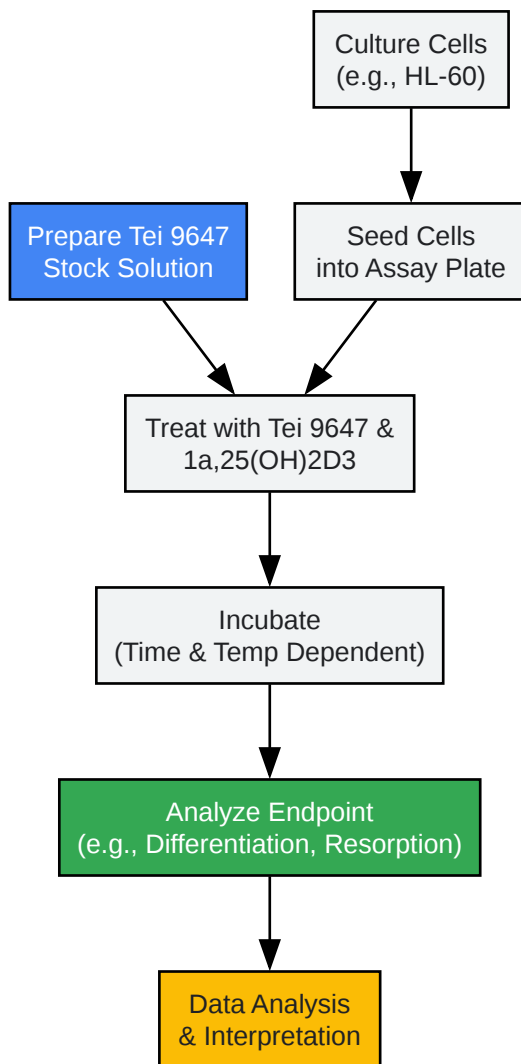 Culture Cells
(e.g., HL-60)
Prepare Tei 9647
Stock Solution
Seed Cells
into Assay Plate
Treat with Tei 9647 &
1a,25(OH)2D3
Incubate
(Time & Temp Dependent)
Analyze Endpoint
(e.g., Differentiation, Resorption)
Data Analysis
& Interpretation